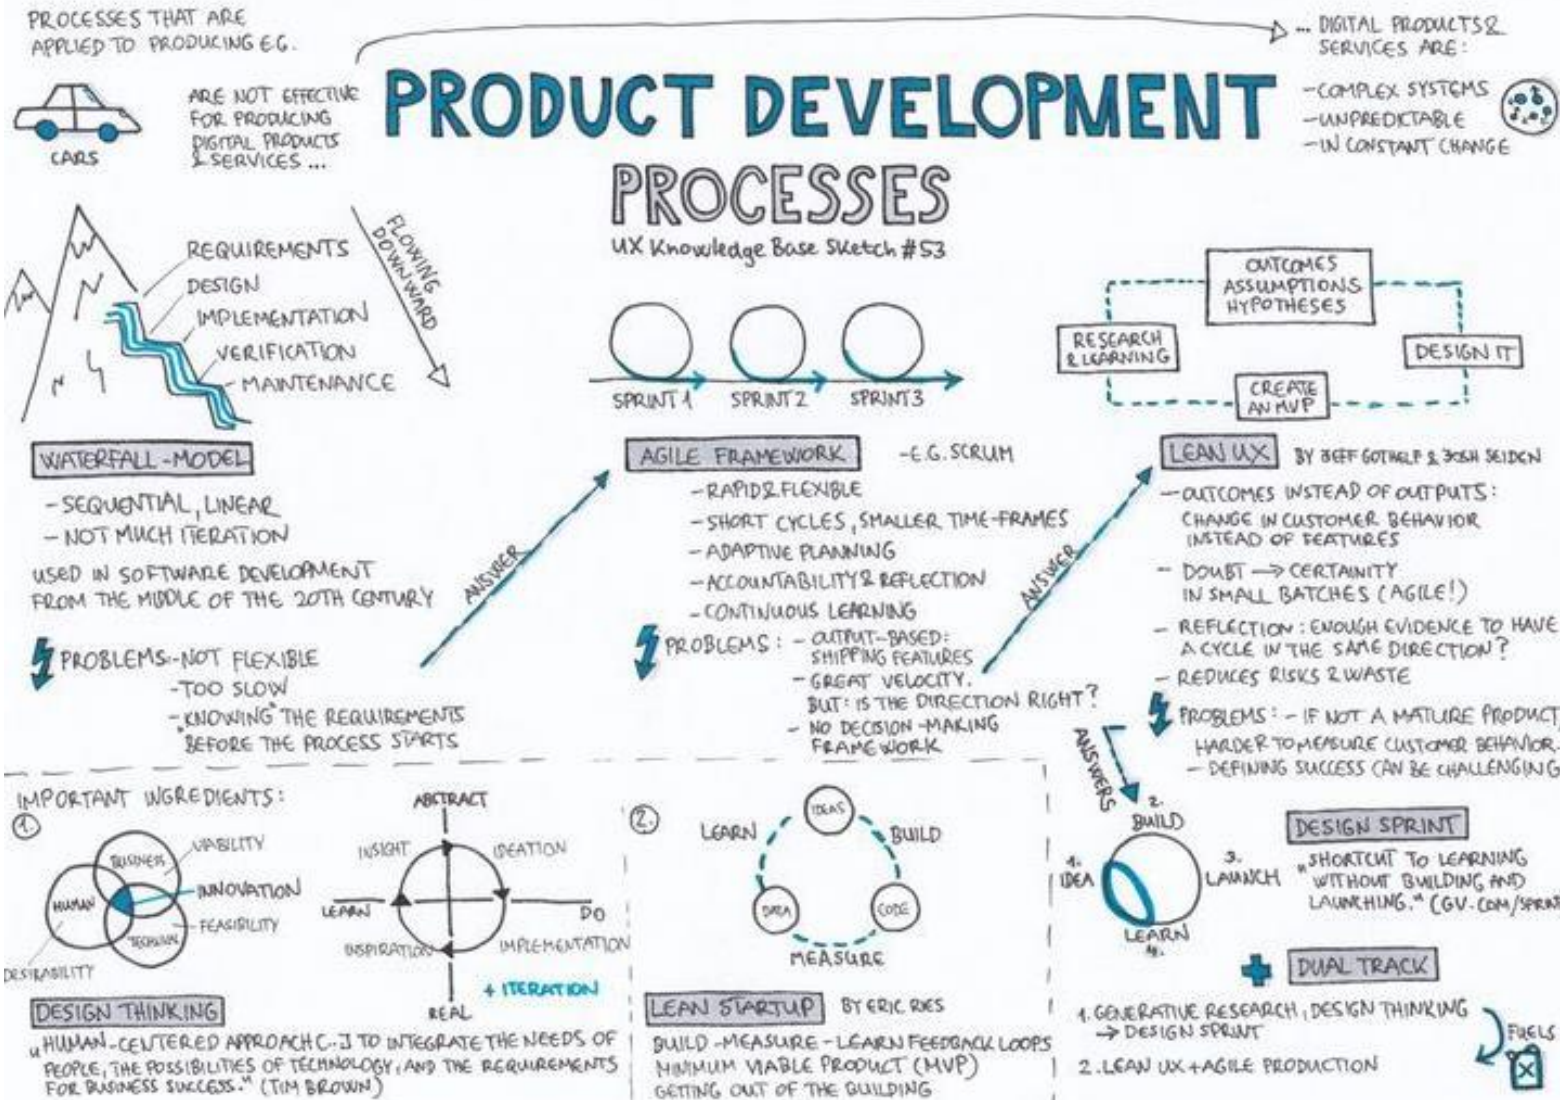 PROCESSES THAT ARE
APPLIED TO PRODUCING E.G.
CARS
ARE NOT EFFECTIVE
FOR PRODUCING
DIGITAL PRODUCTS
& SERVICES ...
... DIGITAL PRODUCTS &
SERVICES ARE:
- COMPLEX SYSTEMS
- UNPREDICTABLE
- IN CONSTANT CHANGE
PRODUCT DEVELOPMENT
PROCESSES
UX Knowledge Base Sketch #53
REQUIREMENTS
DESIGN
IMPLEMENTATION
VERIFICATION
MAINTENANCE
FLOWING
DOWNWARD
WATERFALL-MODEL
- SEQUENTIAL, LINEAR
- NOT MUCH ITERATION
USED IN SOFTWARE DEVELOPMENT
FROM THE MIDDLE OF THE 20TH CENTURY
PROBLEMS: - NOT FLEXIBLE
- TOO SLOW
- "KNOWING" THE REQUIREMENTS
BEFORE THE PROCESS STARTS
ANSWER
SPRINT 1
SPRINT 2
SPRINT 3
AGILE FRAMEWORK
- E.G. SCRUM
- RAPID & FLEXIBLE
- SHORT CYCLES, SMALLER TIME-FRAMES
- ADAPTIVE PLANNING
- ACCOUNTABILITY & REFLECTION
- CONTINUOUS LEARNING
PROBLEMS: - OUTPUT-BASED:
SHIPPING FEATURES
- GREAT VELOCITY.
BUT: IS THE DIRECTION RIGHT?
- NO DECISION-MAKING
FRAMEWORK
ANSWER
OUTCOMES
ASSUMPTIONS
HYPOTHESES
RESEARCH
& LEARNING
DESIGN IT
CREATE
AN MVP
LEAN UX
BY JEFF GOTHELF & JOSH SEIDEN
- OUTCOMES INSTEAD OF OUTPUTS:
CHANGE IN CUSTOMER BEHAVIOR
INSTEAD OF FEATURES
- DOUBT → CERTAINITY
IN SMALL BATCHES (AGILE!)
- REFLECTION: ENOUGH EVIDENCE TO HAVE
A CYCLE IN THE SAME DIRECTION?
- REDUCES RISKS & WASTE
PROBLEMS: - IF NOT A MATURE PRODUCT,
HARDER TO MEASURE CUSTOMER BEHAVIOR.
- DEFINING SUCCESS CAN BE CHALLENGING
ANSWERS
IMPORTANT INGREDIENTS:
1.
BUSINESS
HUMAN
TECHNICAL
VIABILITY
INNOVATION
FEASIBILITY
DESIRABILITY
ABCTRACT
INSIGHT
IDEATION
LEARN
DO
INSPIRATION
IMPLEMENTATION
REAL
+ ITERATION
DESIGN THINKING
"HUMAN-CENTERED APPROACH [...] TO INTEGRATE THE NEEDS OF
PEOPLE, THE POSSIBILITIES OF TECHNOLOGY, AND THE REQUIREMENTS
FOR BUSINESS SUCCESS." (TIM BROWN)
2.
IDEAS
LEARN
BUILD
DATA
CODE
MEASURE
LEAN STARTUP
BY ERIC RIES
BUILD-MEASURE-LEARN FEEDBACK LOOPS
MINIMUM VIABLE PRODUCT (MVP)
GETTING OUT OF THE BUILDING
2.
BUILD
1.
IDEA
3.
LAUNCH
LEARN
4.
DESIGN SPRINT
"SHORTCUT TO LEARNING
WITHOUT BUILDING AND
LAUNCHING." (GV.COM/SPRINT
+ DUAL TRACK
1. GENERATIVE RESEARCH, DESIGN THINKING
→ DESIGN SPRINT
2. LEAN UX + AGILE PRODUCTION
FUELS